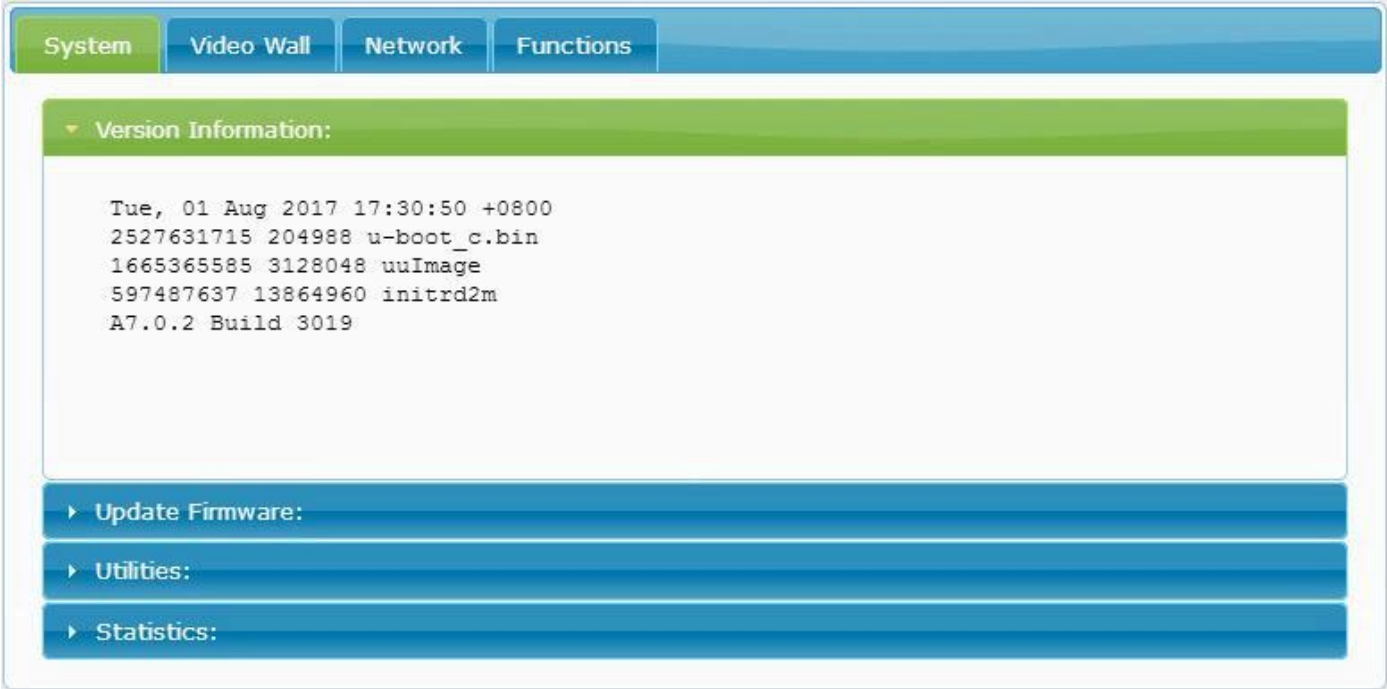 System Video Wall Network Functions
Version Information:
Tue, 01 Aug 2017 17:30:50 +0800
2527631715 204988 u-boot_c.bin
1665365585 3128048 uuImage
597487637 13864960 initrd2m
A7.0.2 Build 3019
Update Firmware:
Utilities:
Statistics: